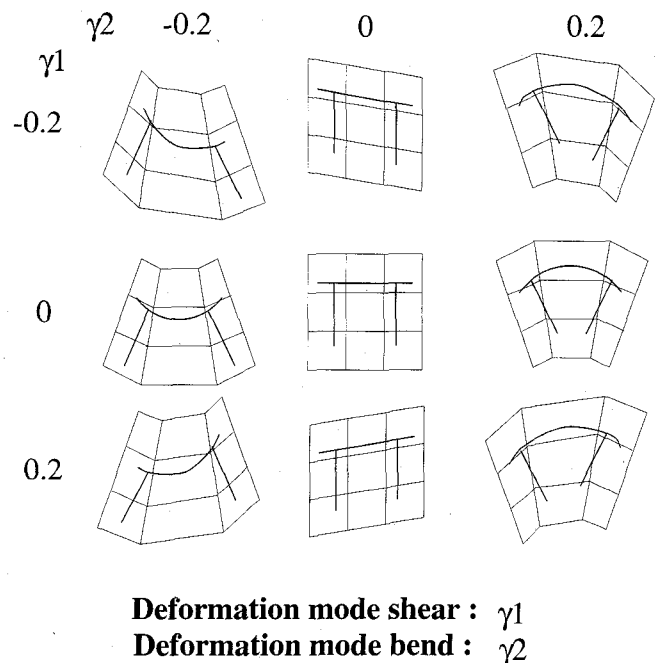 γ2 -0.2 0 0.2
γ1
-0.2
0
0.2
Deformation mode shear : γ1
Deformation mode bend : γ2